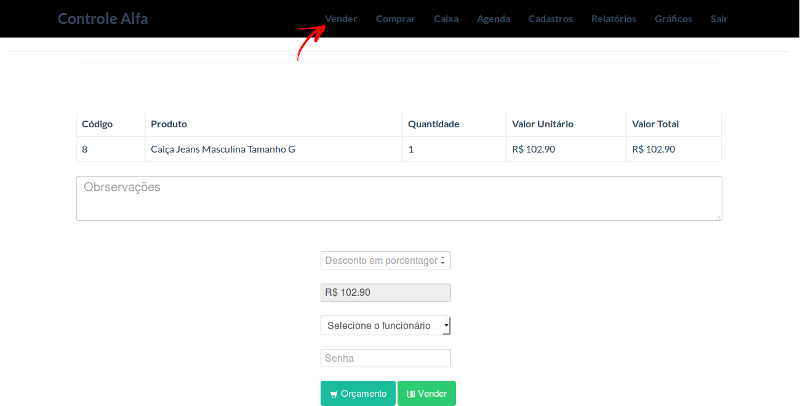 Controle Alfa Vender Comprar Caixa Agenda Cadastros Relatórios Gráficos Sair
Código Produto Quantidade Valor Unitário Valor Total
8 Calça Jeans Masculina Tamanho G 1 R$ 102.90 R$ 102.90
Obrservações
Desconto em porcentager
R$ 102.90
Selecione o funcionário
Senha
Orçamento Vender